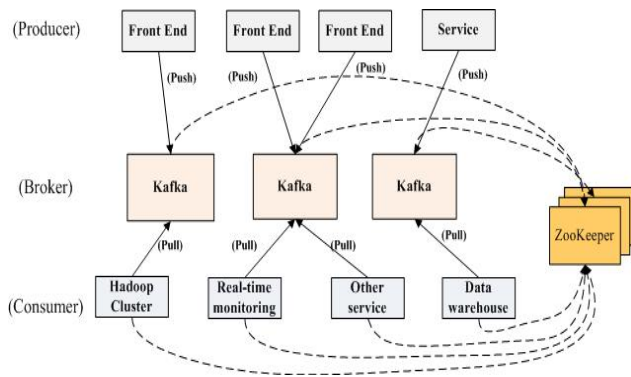 (Producer)
Front End
Front End
Front End
Service
(Push)
(Push)
(Push)
(Push)
(Broker)
Kafka
Kafka
Kafka
ZooKeeper
(Pull)
(Pull)
(Pull)
(Pull)
(Consumer)
Hadoop
Cluster
Real-time
monitoring
Other
service
Data
warehouse